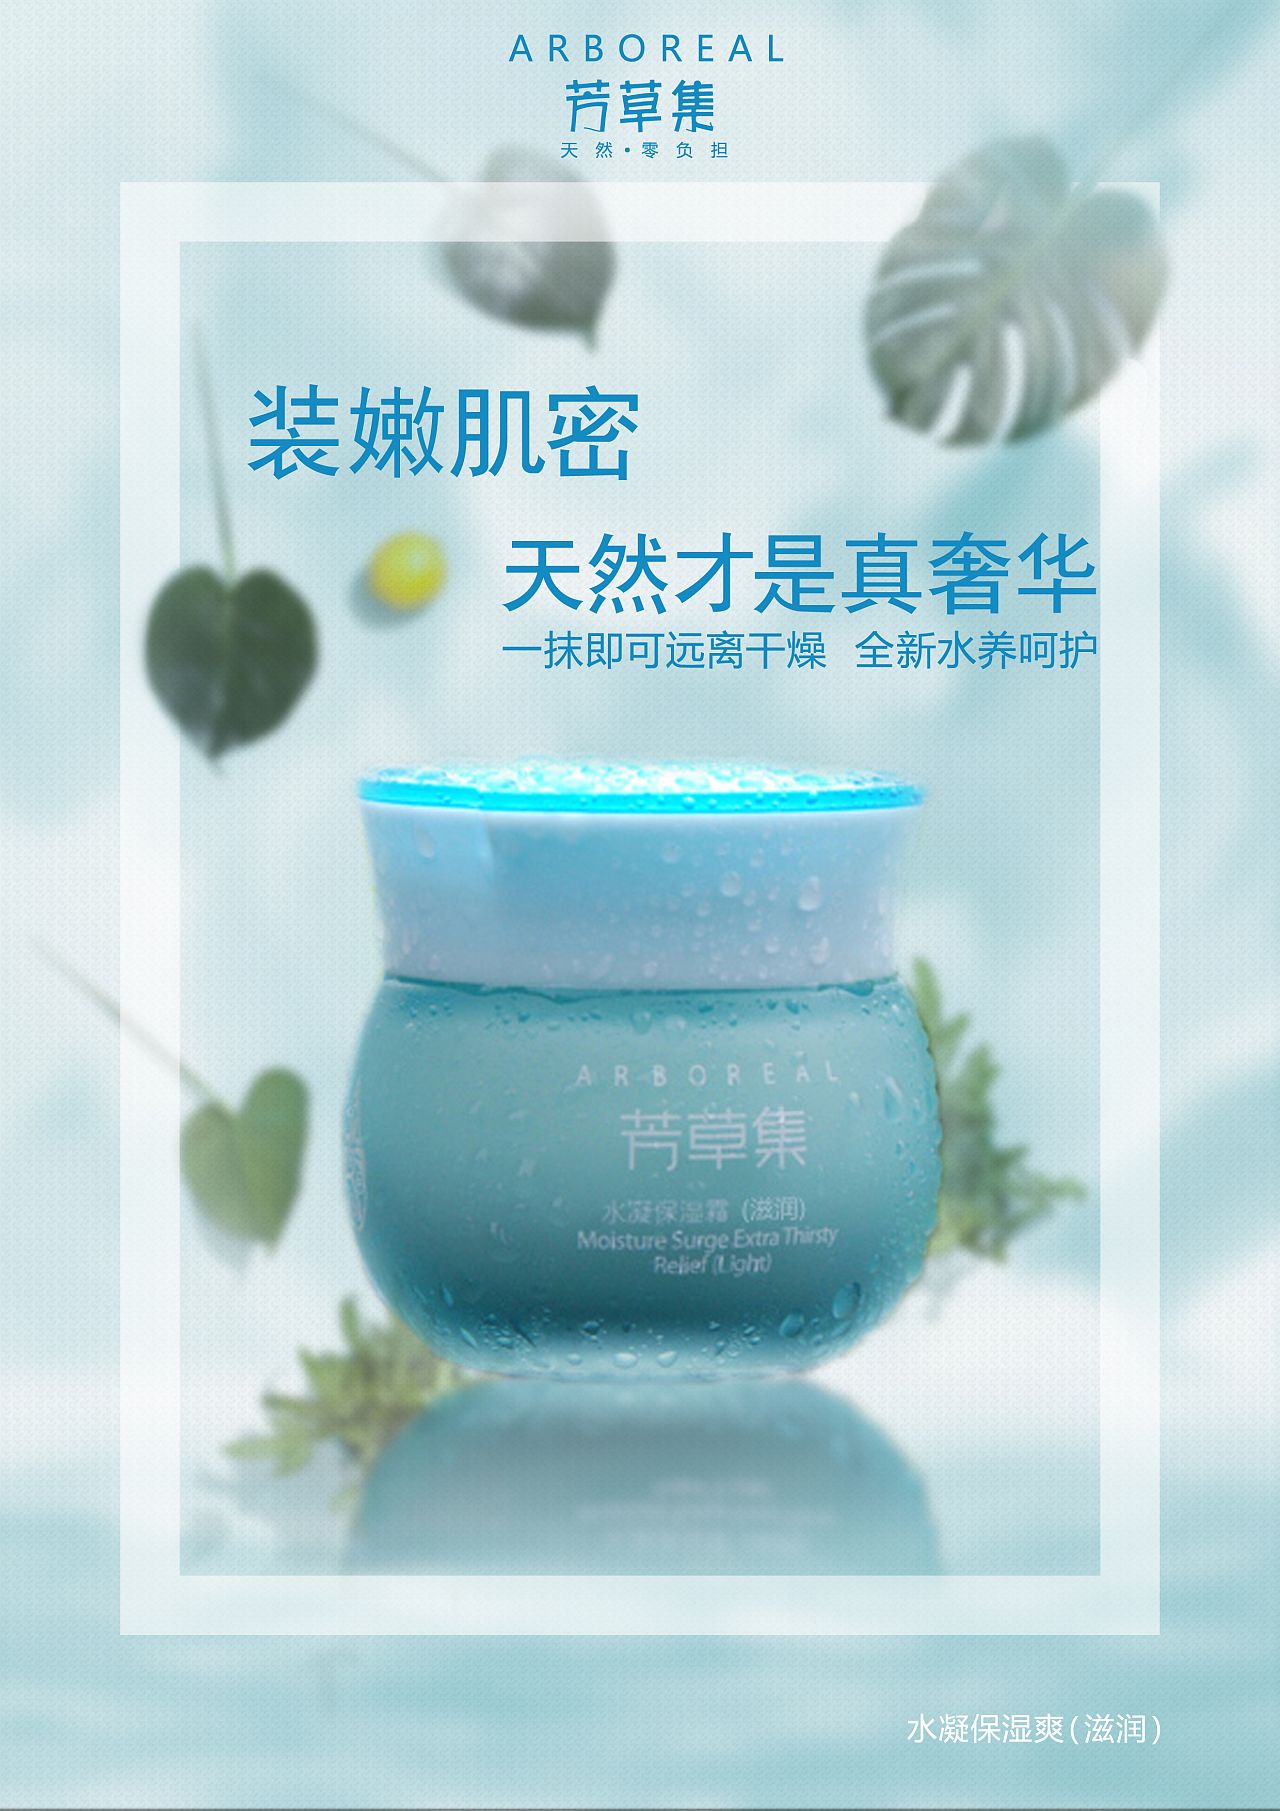 ARBOREAL
芳草集
天然·零负担
装嫩肌密
天然才是真奢华
一抹即可远离干燥 全新水养呵护
ARBOREAL
芳草集
水凝保湿霜(滋润)
Moisture Surge Extra Thirsty
Relief (Light)
水凝保湿爽(滋润)